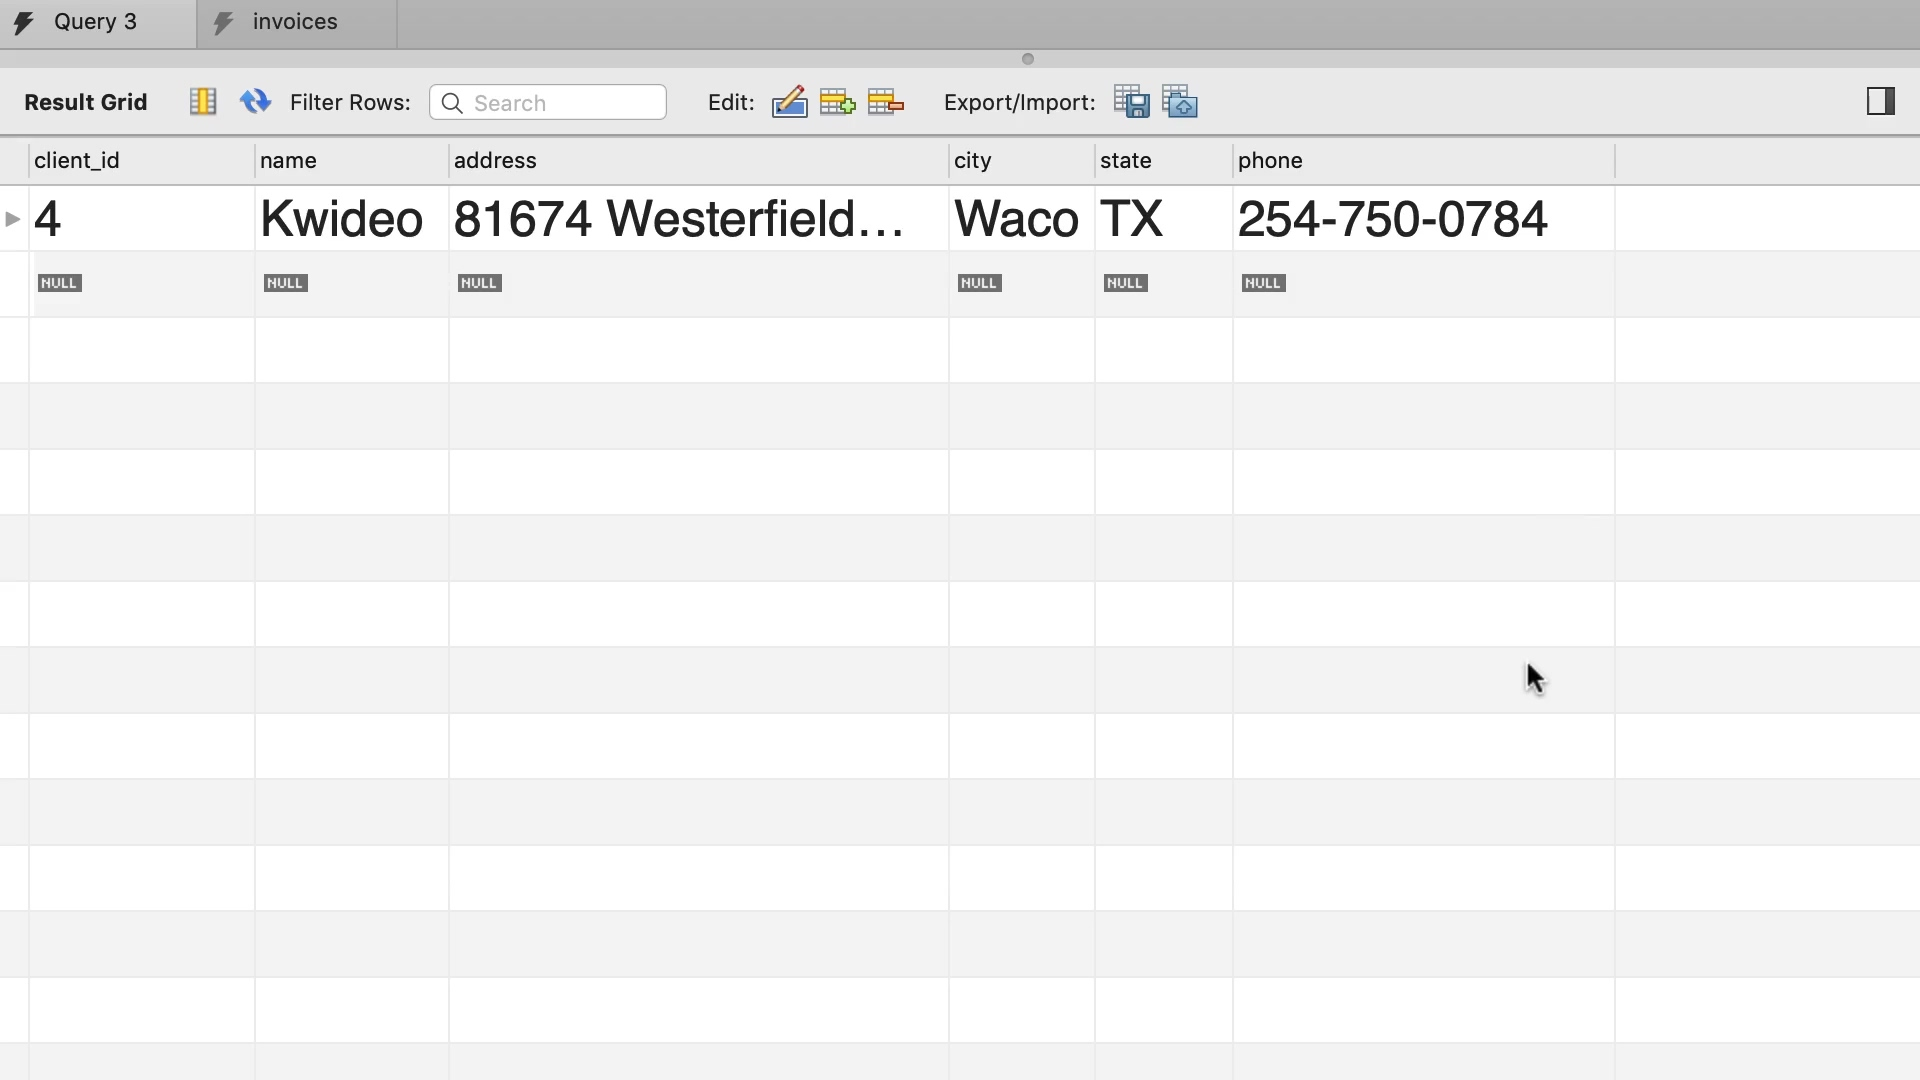 Query 3 invoices
Result Grid Filter Rows: Search Edit: Export/Import:
client_id name address city state phone
4 Kwideo 81674 Westerfield... Waco TX 254-750-0784
NULL NULL NULL NULL NULL NULL